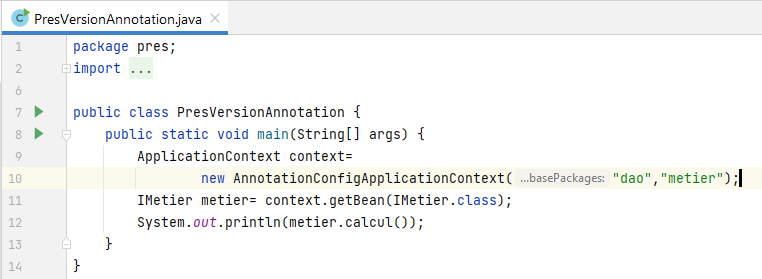 PresVersionAnnotation.java
1 package pres;
2 import ...
6
7 public class PresVersionAnnotation {
8 public static void main(String[] args) {
9 ApplicationContext context=
10 new AnnotationConfigApplicationContext( ...basePackages: "dao","metier");
11 IMetier metier= context.getBean(IMetier.class);
12 System.out.println(metier.calcul());
13 }
14 }